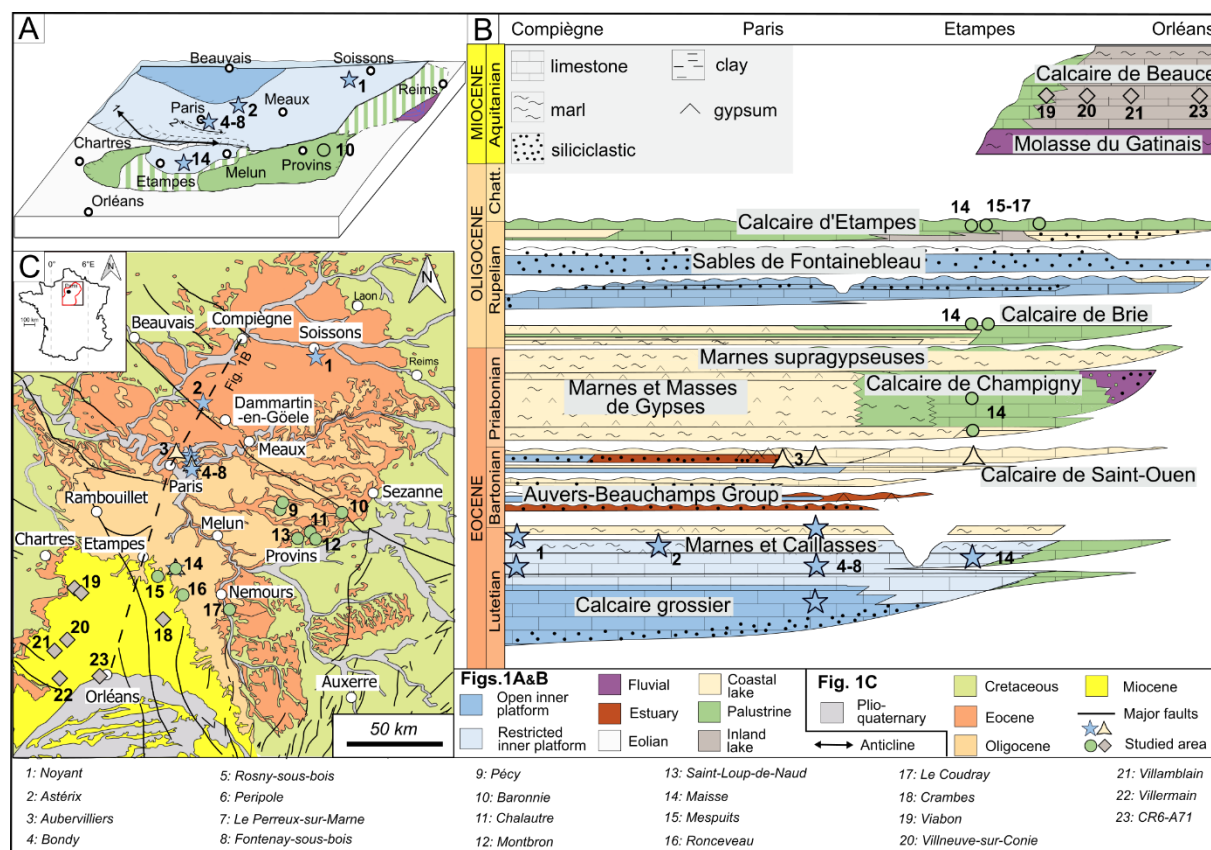 A
Beauvais
Soissons
1
Reims
2
Meaux
Paris
4-8
Chartres
14
10
Provins
Melun
Etampes
Orléans
B
Compiègne
Paris
Etampes
Orléans
MIOCENE
Aquitanian
OLIGOCENE
Chatt.
Rupelian
EOCENE
Priabonian
Bartonian
Lutetian
limestone
clay
marl
gypsum
siliciclastic
Calcaire de Beauce
19
20
21
23
Molasse du Gatinais
14
15-17
Calcaire d'Etampes
Sables de Fontainebleau
14
Calcaire de Brie
Marnes supragypseuses
Marnes et Masses
de Gypses
Calcaire de Champigny
14
3
Calcaire de Saint-Ouen
Auvers-Beauchamps Group
Marnes et Caillasses
1
2
4-8
14
Calcaire grossier
C
0°
6°E
N
Paris
100 km
N
Laon
Beauvais
Compiègne
Soissons
1
Reims
Fig. 1B
2
Dammartin
-en-Göele
3
Meaux
4-8
Paris
Sezanne
Rambouillet
9
10
Melun
11
13
12
Chartres
Etampes
Provins
14
15
19
16
Nemours
17
18
20
21
23
22
Orléans
Auxerre
50 km
Figs.1A&B
Open inner
platform
Restricted
inner platform
Fluvial
Estuary
Eolian
Coastal
lake
Palustrine
Inland
lake
Fig. 1C
Plio-
quaternary
Anticline
Cretaceous
Eocene
Oligocene
Miocene
Major faults
Studied area
1: Noyant
5: Rosny-sous-bois
9: Pécy
13: Saint-Loup-de-Naud
17: Le Coudray
21: Villamblain
2: Astérix
6: Peripole
10: Baronnie
14: Maisse
18: Crambes
22: Villermain
3: Aubervilliers
7: Le Perreux-sur-Marne
11: Chalautre
15: Mespuits
19: Viabon
23: CR6-A71
4: Bondy
8: Fontenay-sous-bois
12: Montbron
16: Ronceveau
20: Villneuve-sur-Conie